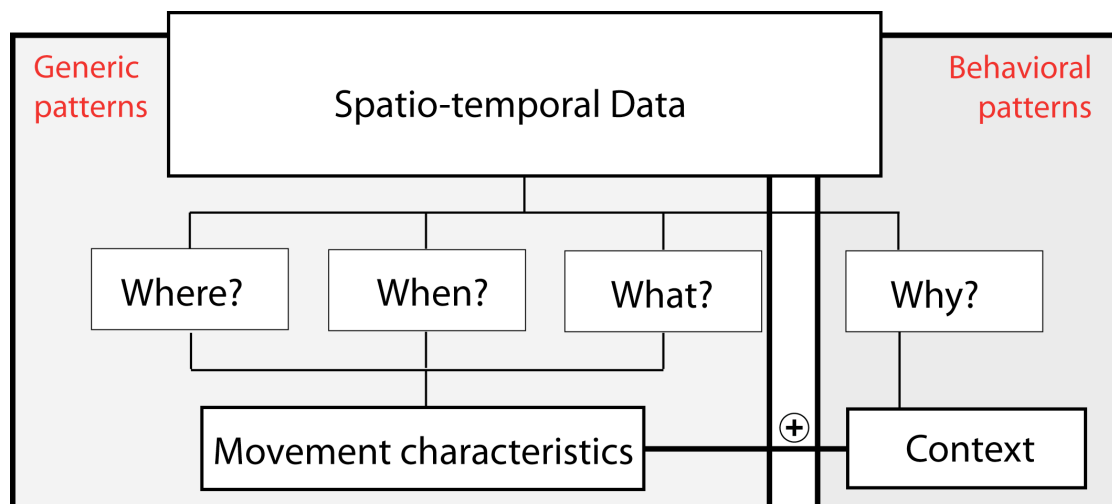 Generic
patterns
Spatio-temporal Data
Behavioral
patterns
Where?
When?
What?
Why?
Movement characteristics
+
Context